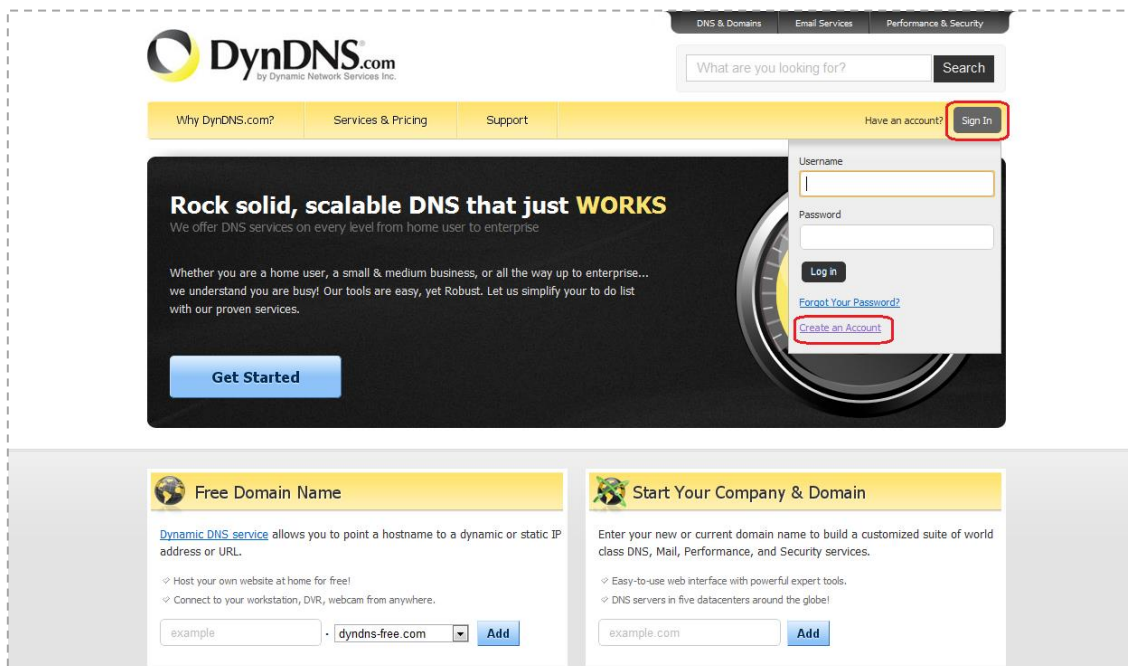 DNS & Domains Email Services Performance & Security
DynDNS.com
by Dynamic Network Services Inc.
What are you looking for? Search
Why DynDNS.com? Services & Pricing Support Have an account? Sign In
Username
Rock solid, scalable DNS that just WORKS
We offer DNS services on every level from home user to enterprise
Password
Whether you are a home user, a small & medium business, or all the way up to enterprise...
we understand you are busy! Our tools are easy, yet Robust. Let us simplify your to do list
with our proven services.
Log in
Forgot Your Password?
Create an Account
Get Started
Free Domain Name
Dynamic DNS service allows you to point a hostname to a dynamic or static IP
address or URL.
Host your own website at home for free!
Connect to your workstation, DVR, webcam from anywhere.
example . dyndns-free.com Add
Start Your Company & Domain
Enter your new or current domain name to build a customized suite of world
class DNS, Mail, Performance, and Security services.
Easy-to-use web interface with powerful expert tools.
DNS servers in five datacenters around the globe!
example.com Add